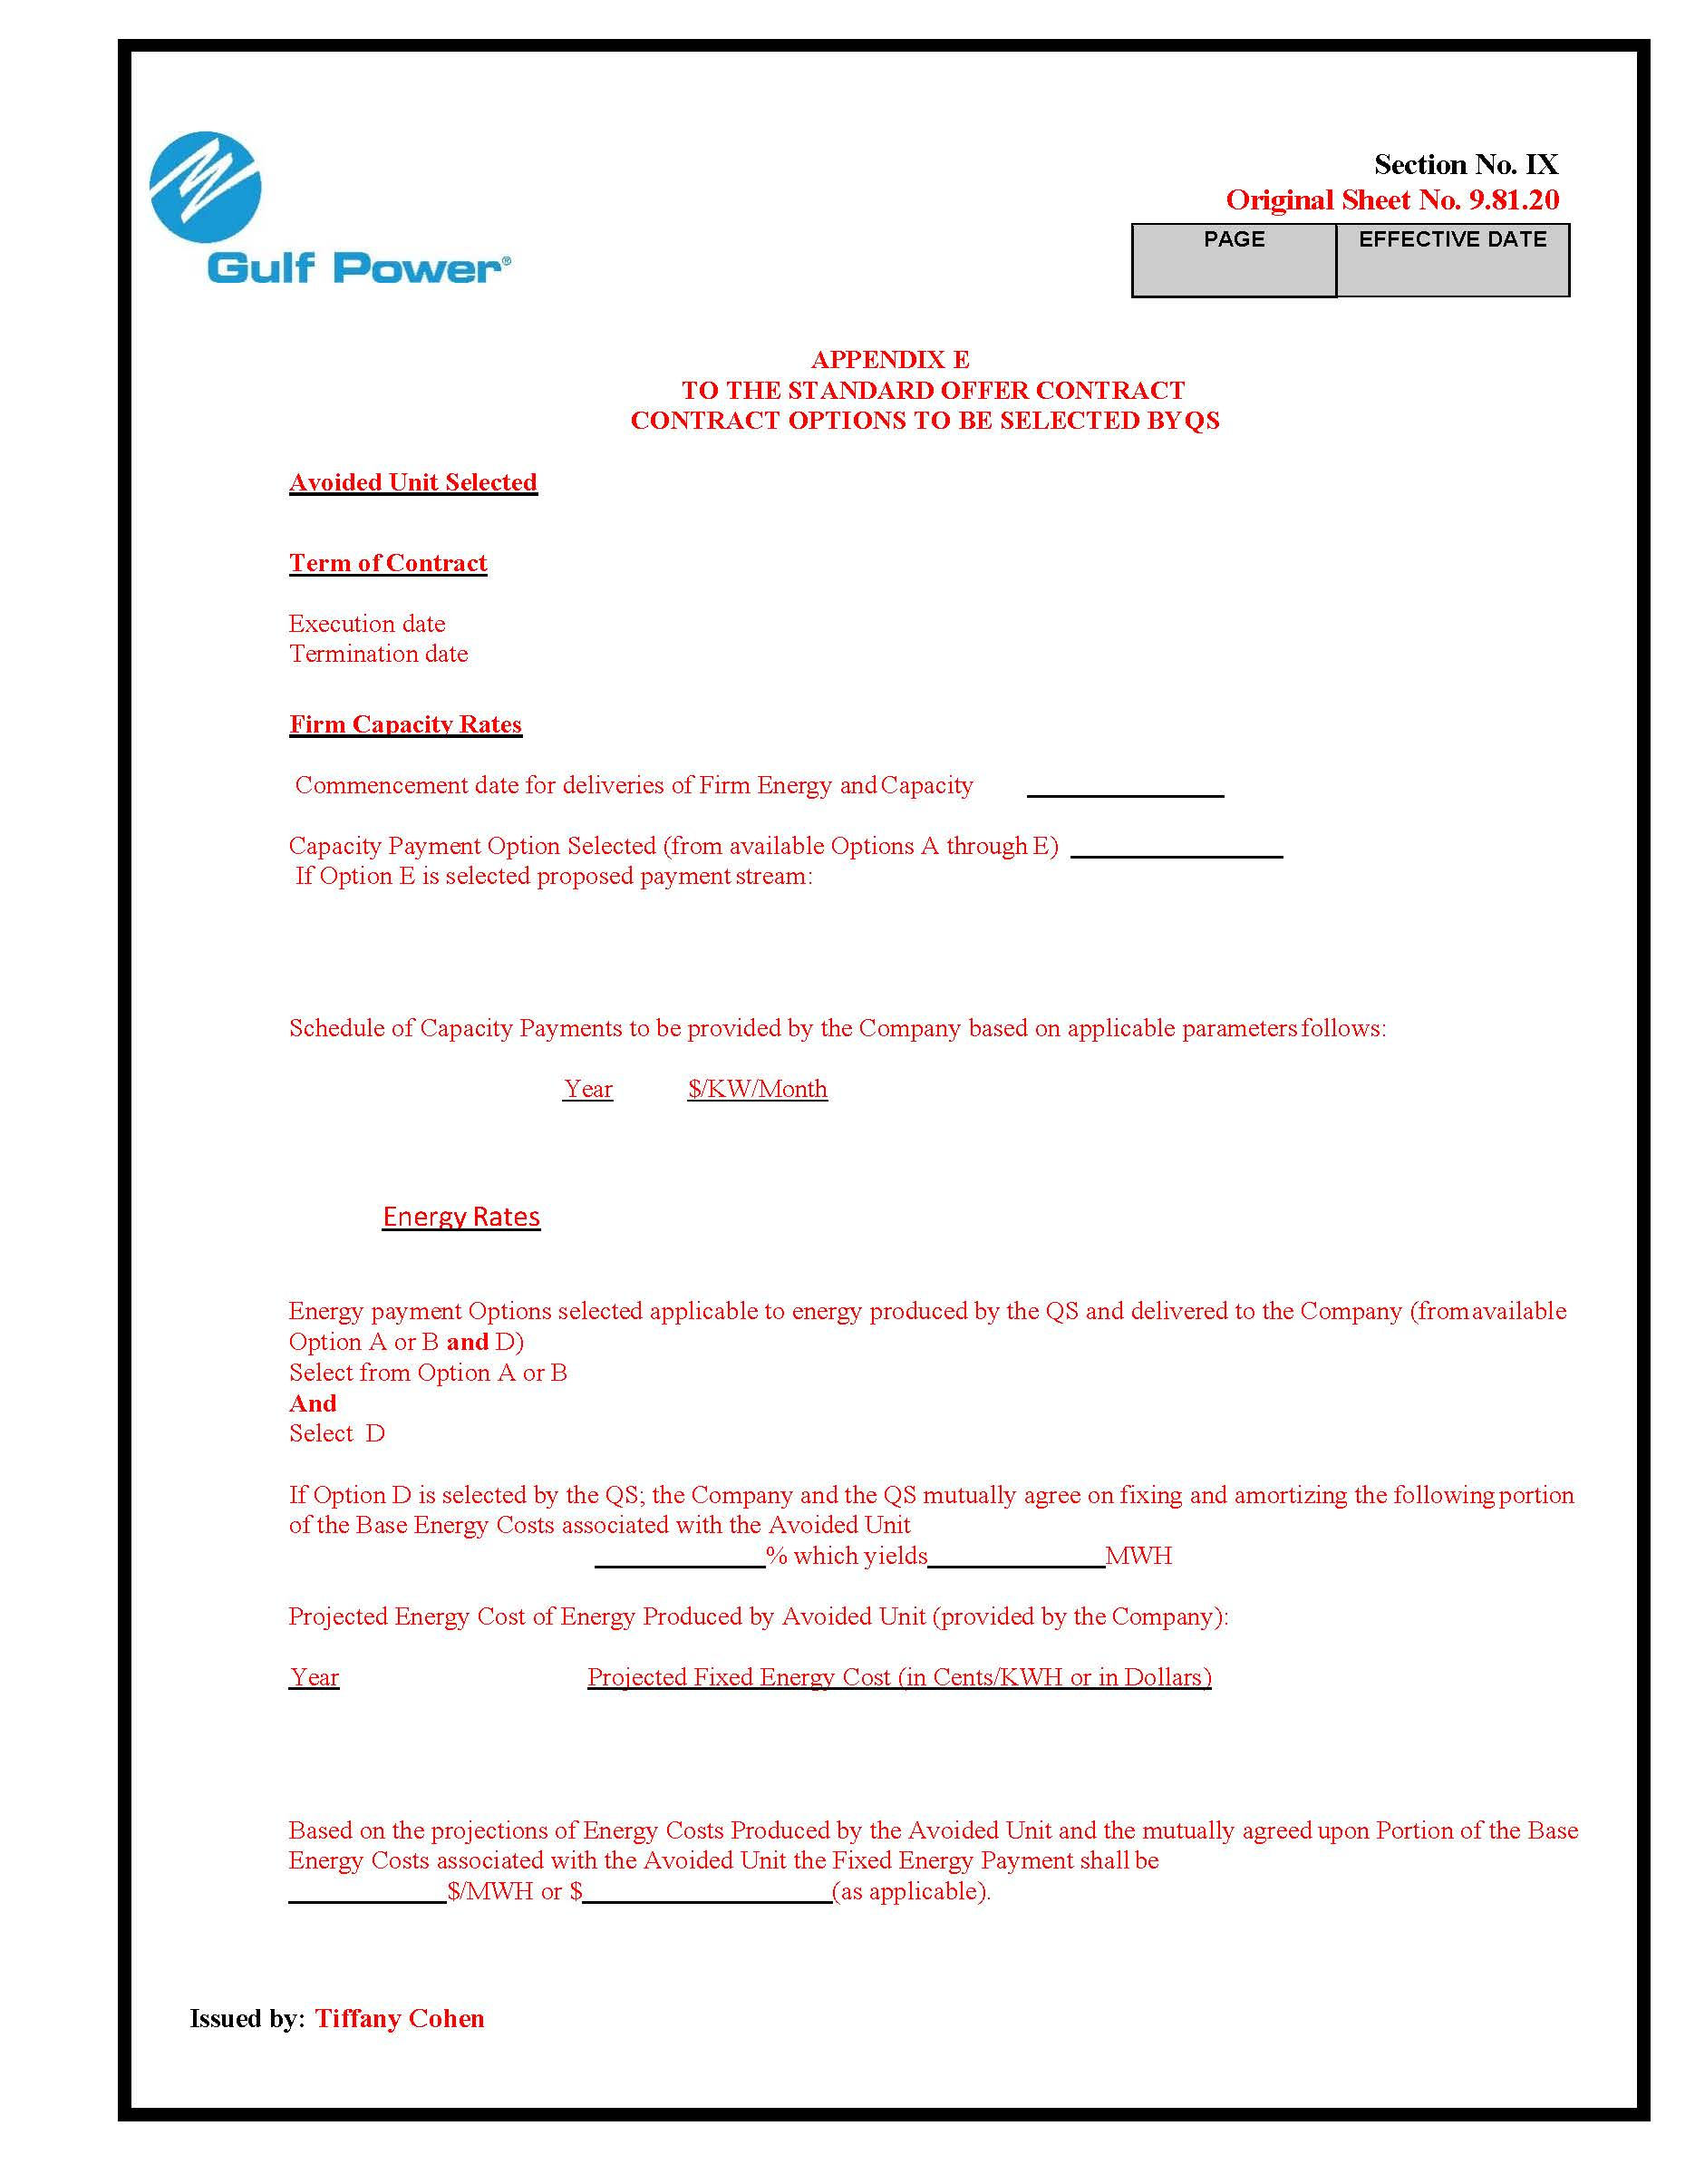 Gulf Power®
Section No. IX
Original Sheet No. 9.81.20
PAGE EFFECTIVE DATE
APPENDIX E
TO THE STANDARD OFFER CONTRACT
CONTRACT OPTIONS TO BE SELECTED BY QS
Avoided Unit Selected
Term of Contract
Execution date
Termination date
Firm Capacity Rates
Commencement date for deliveries of Firm Energy and Capacity ____________
Capacity Payment Option Selected (from available Options A through E) ____________
If Option E is selected proposed payment stream:
Schedule of Capacity Payments to be provided by the Company based on applicable parameters follows:
Year $/KW/Month
Energy Rates
Energy payment Options selected applicable to energy produced by the QS and delivered to the Company (from available
Option A or B and D)
Select from Option A or B
And
Select D
If Option D is selected by the QS; the Company and the QS mutually agree on fixing and amortizing the following portion
of the Base Energy Costs associated with the Avoided Unit
____________% which yields____________MWH
Projected Energy Cost of Energy Produced by Avoided Unit (provided by the Company):
Year Projected Fixed Energy Cost (in Cents/KWH or in Dollars)
Based on the projections of Energy Costs Produced by the Avoided Unit and the mutually agreed upon Portion of the Base
Energy Costs associated with the Avoided Unit the Fixed Energy Payment shall be
____________$/MWH or $____________(as applicable).
Issued by: Tiffany Cohen